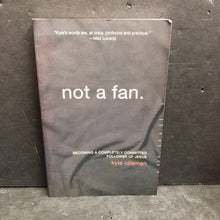 "Kyle's words are, at once, profound and practical."
—Max Lucado
not a fan.
BECOMING A COMPLETELY COMMITTED
FOLLOWER OF JESUS
kyle idleman